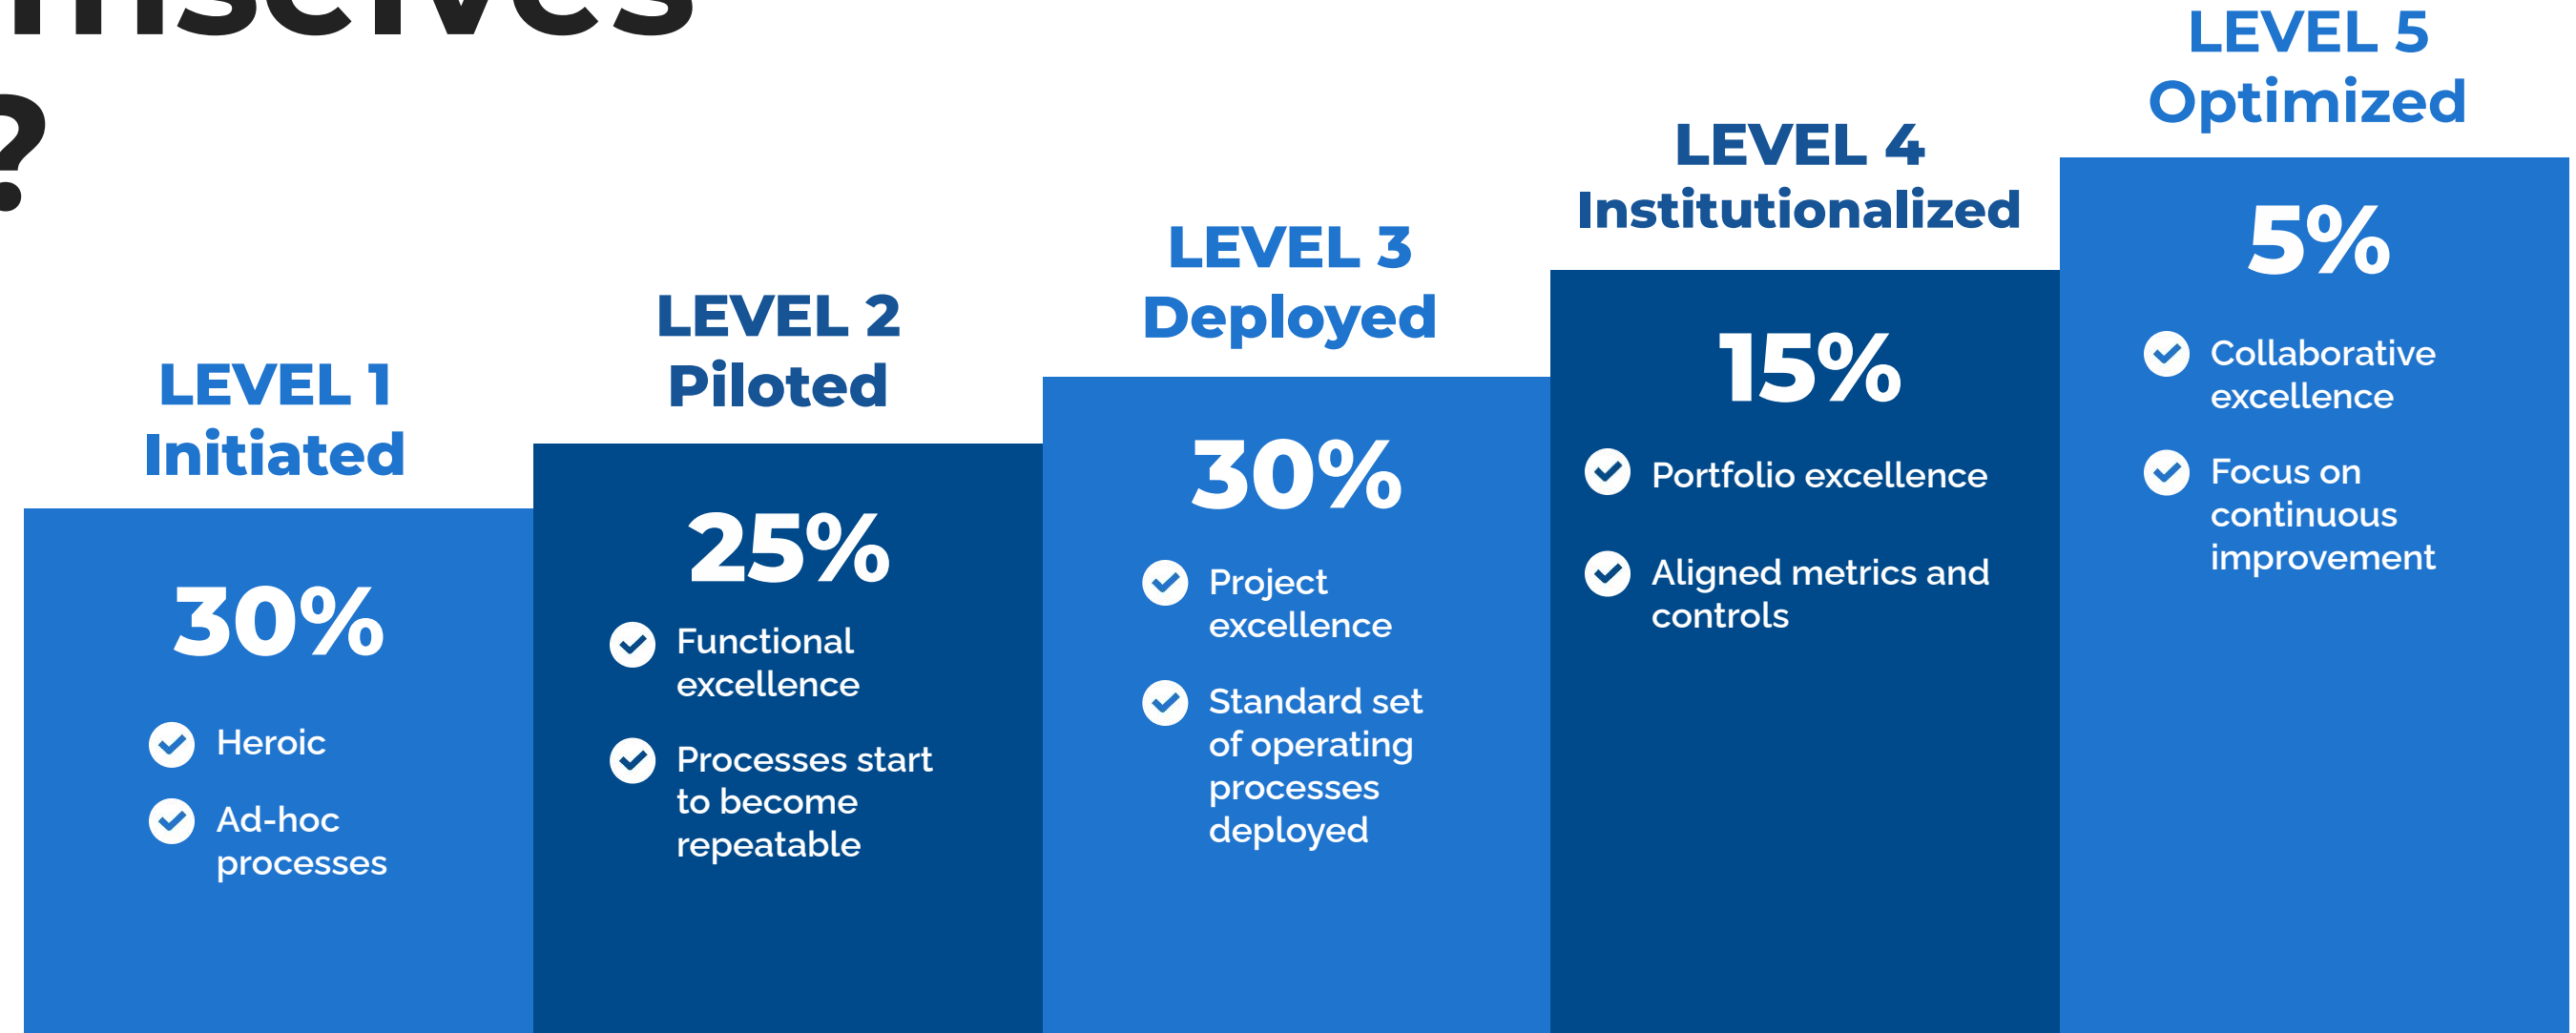 ?
LEVEL 1
Initiated
30%
Heroic
Ad-hoc
processes
LEVEL 2
Piloted
25%
Functional
excellence
Processes start
to become
repeatable
LEVEL 3
Deployed
30%
Project
excellence
Standard set
of operating
processes
deployed
LEVEL 4
Institutionalized
15%
Portfolio excellence
Aligned metrics and
controls
LEVEL 5
Optimized
5%
Collaborative
excellence
Focus on
continuous
improvement